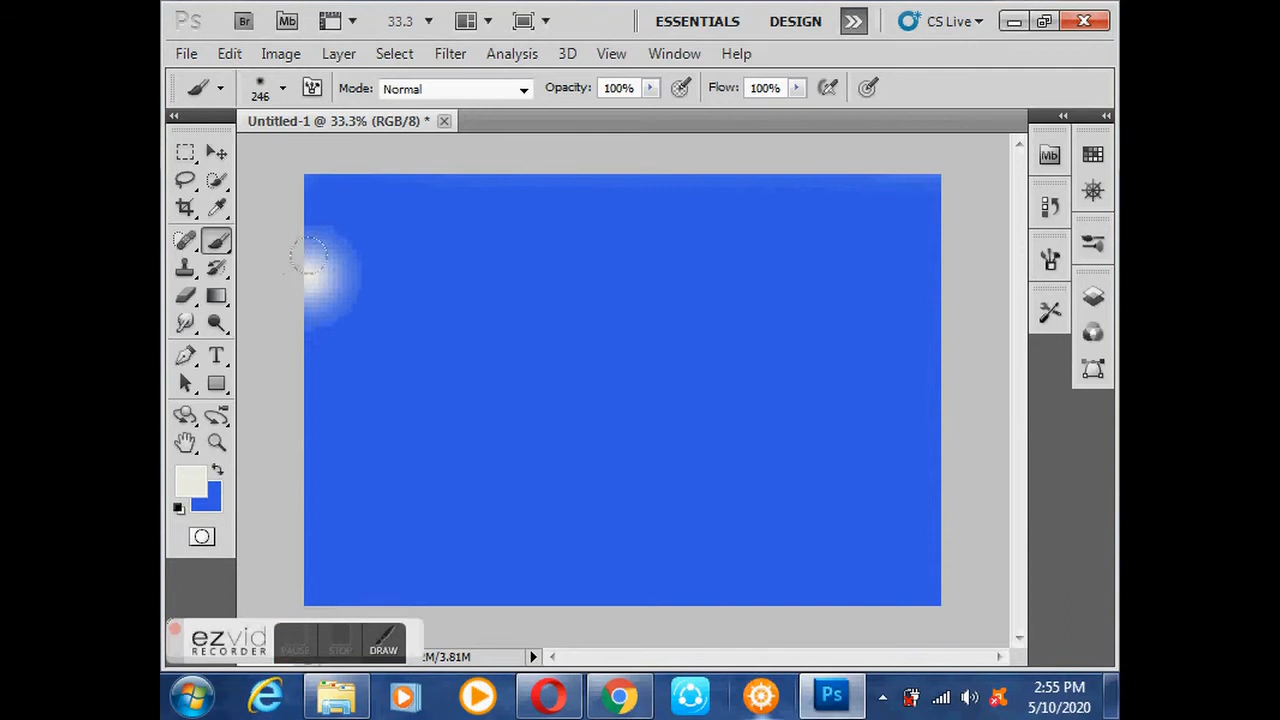 Ps Br Mb 33.3 ESSENTIALS DESIGN CS Live
File Edit Image Layer Select Filter Analysis 3D View Window Help
246 Mode: Normal Opacity: 100% Flow: 100%
Untitled-1 @ 33.3% (RGB/8) *
Mb
T
ezvid
RECORDER
PAUSE STOP DRAW
M/3.81M
Ps
2:55 PM
5/10/2020